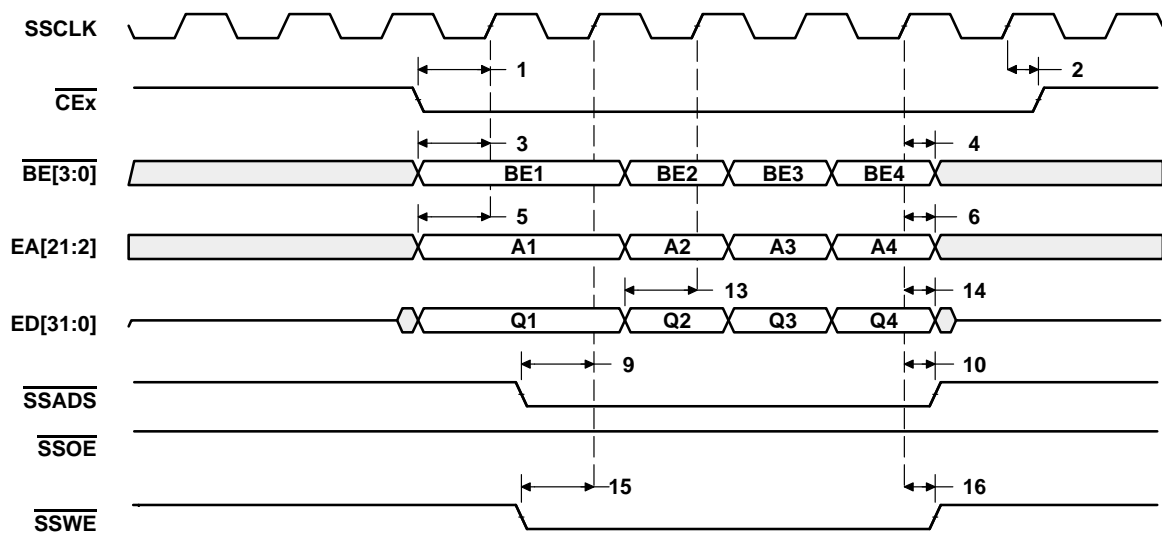 SSCLK
1 2
CEx
3 4
BE[3:0] BE1 BE2 BE3 BE4
5 6
EA[21:2] A1 A2 A3 A4
13 14
ED[31:0] Q1 Q2 Q3 Q4
9 10
SSADS
SSOE
15 16
SSWE